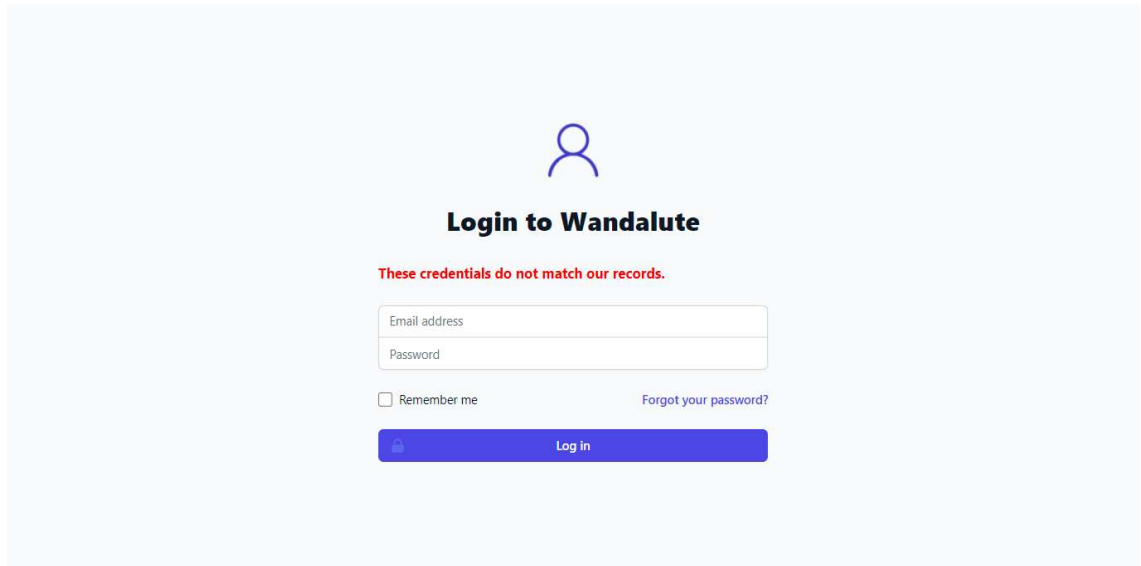 Login to Wandalute
These credentials do not match our records.
Email address
Password
Remember me Forgot your password?
Log in